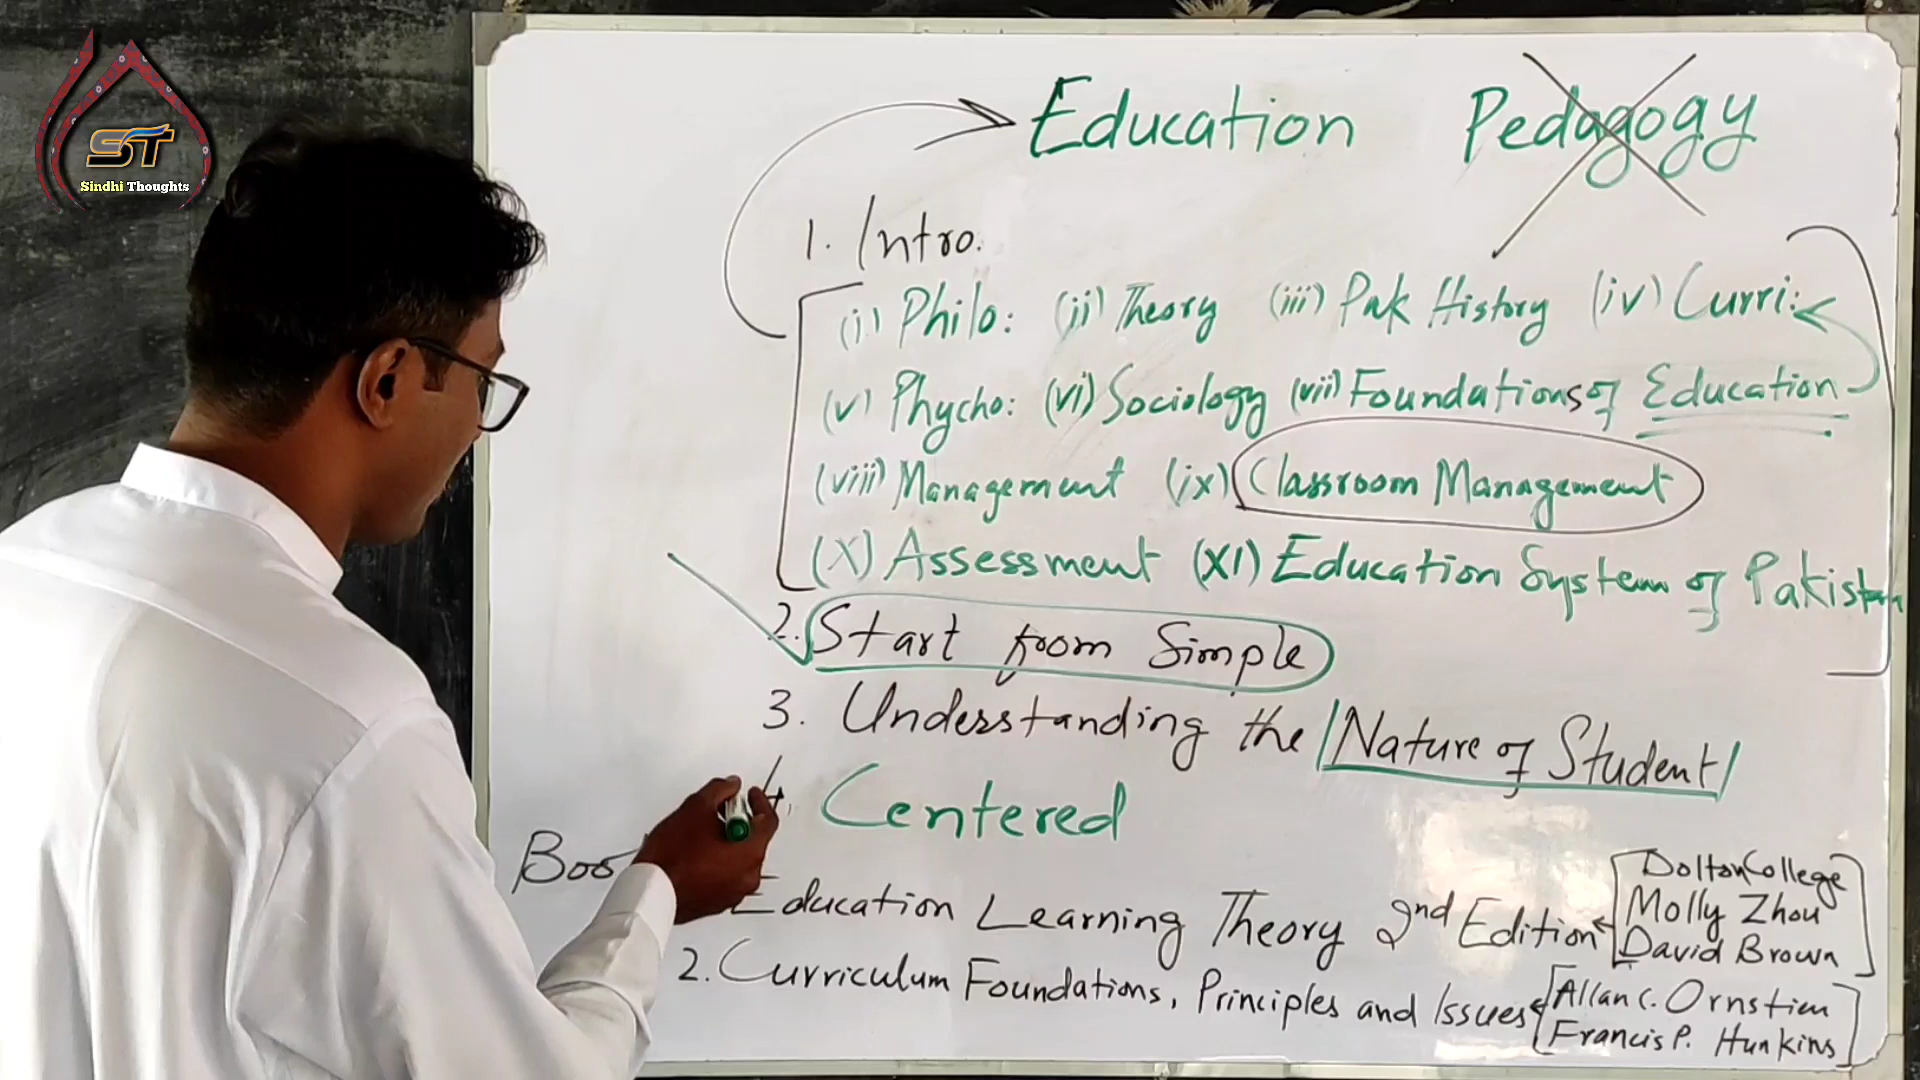 ST
Sindhi Thoughts
Education Pedagogy
1. Intro.
(i) Philo: (ii) Theory (iii) Pak History (iv) Curri:
(v) Phycho: (vi) Sociology (vii) Foundations of Education
(viii) Management (ix) Classroom Management
(X) Assessment (XI) Education System of Pakistan
2. Start from Simple
3. Understanding the Nature of Student
4. Centered
Education Learning Theory 2nd Edition
Dolton College
Molly Zhou
David Brown
2. Curriculum Foundations, Principles and Issues
Allan C. Ornstien
Francis P. Hunkins